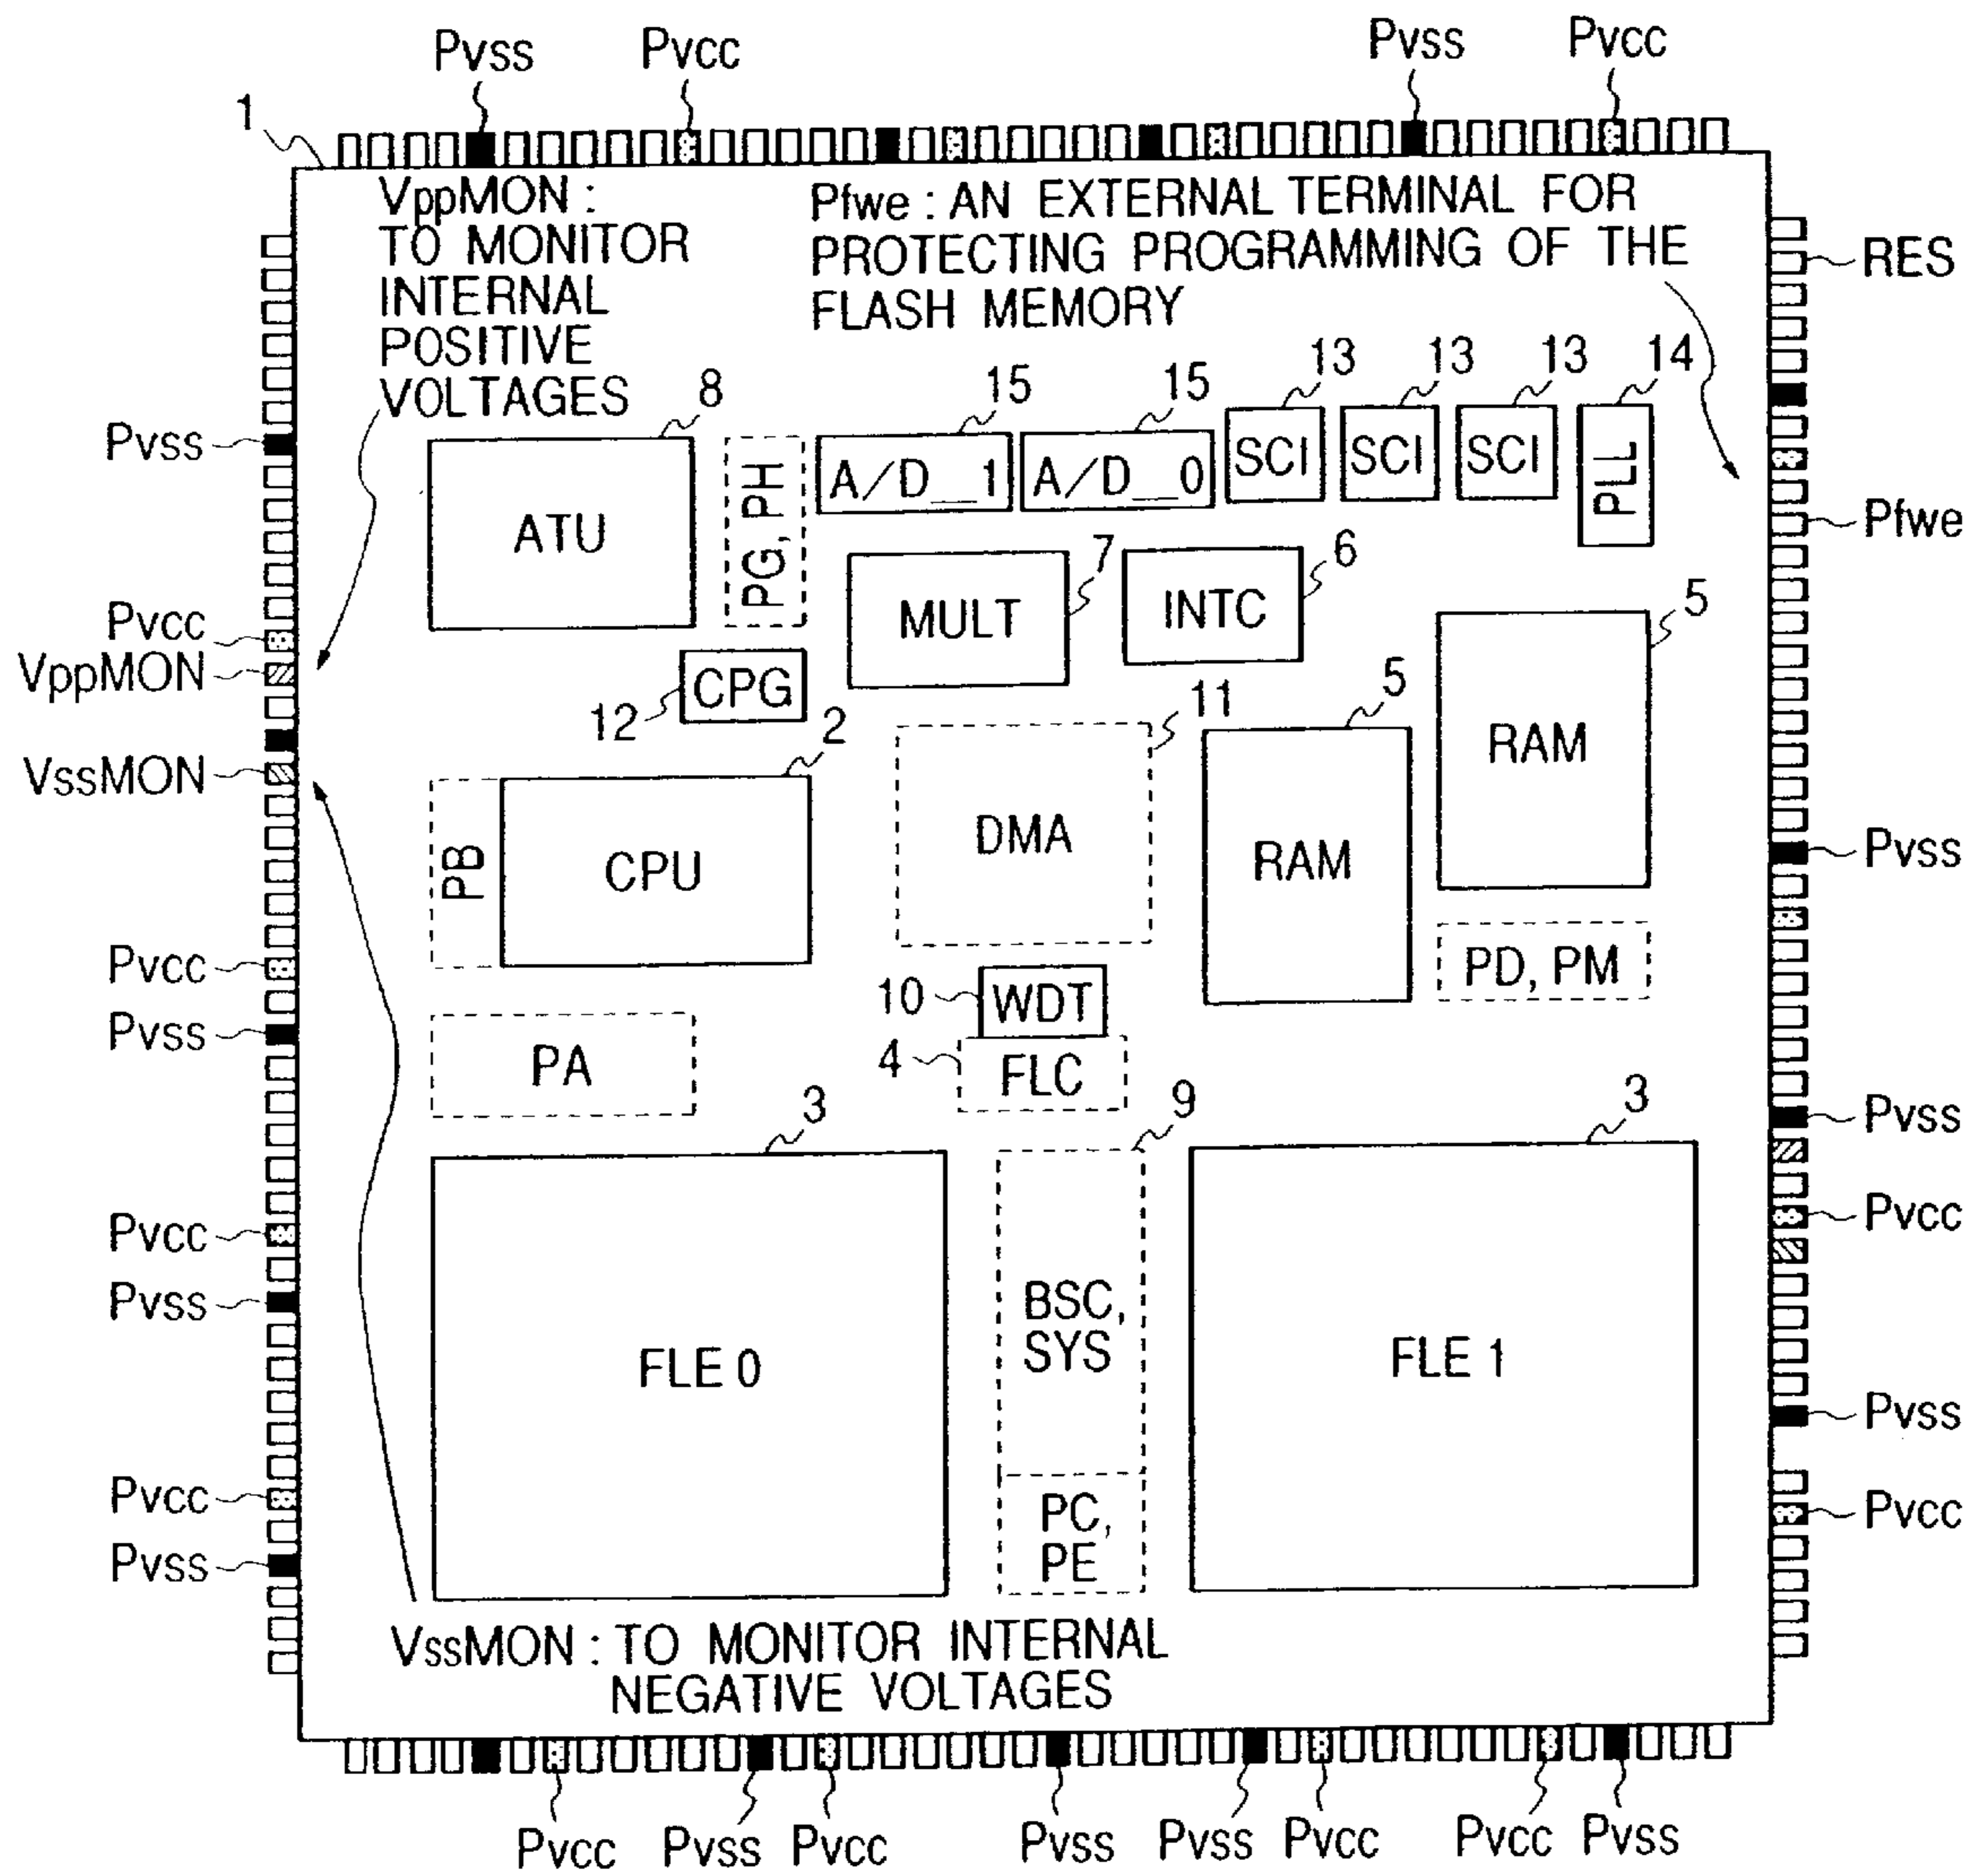 Pvss Pvcc Pvss Pvcc
1
VppMON :
TO MONITOR
INTERNAL
POSITIVE
VOLTAGES
Pfwe : AN EXTERNAL TERMINAL FOR
PROTECTING PROGRAMMING OF THE
FLASH MEMORY
RES
8 15 15 13 13 13 14
Pvss
ATU
PG, PH
A/D__1
A/D__0
SCI
SCI
SCI
PLL
Pfwe
7
MULT
6
INTC
5
RAM
Pvcc
VppMON
VssMON
12
CPG
2
PB
CPU
11
DMA
5
RAM
Pvss
PD, PM
Pvcc
Pvss
10
WDT
4
FLC
PA
3
9
3
Pvss
Pvcc
Pvcc
Pvss
FLE 0
BSC,
SYS
FLE 1
Pvss
Pvcc
Pvss
PC,
PE
Pvcc
VssMON : TO MONITOR INTERNAL
NEGATIVE VOLTAGES
Pvcc Pvss Pvcc Pvss Pvss Pvcc Pvcc Pvss